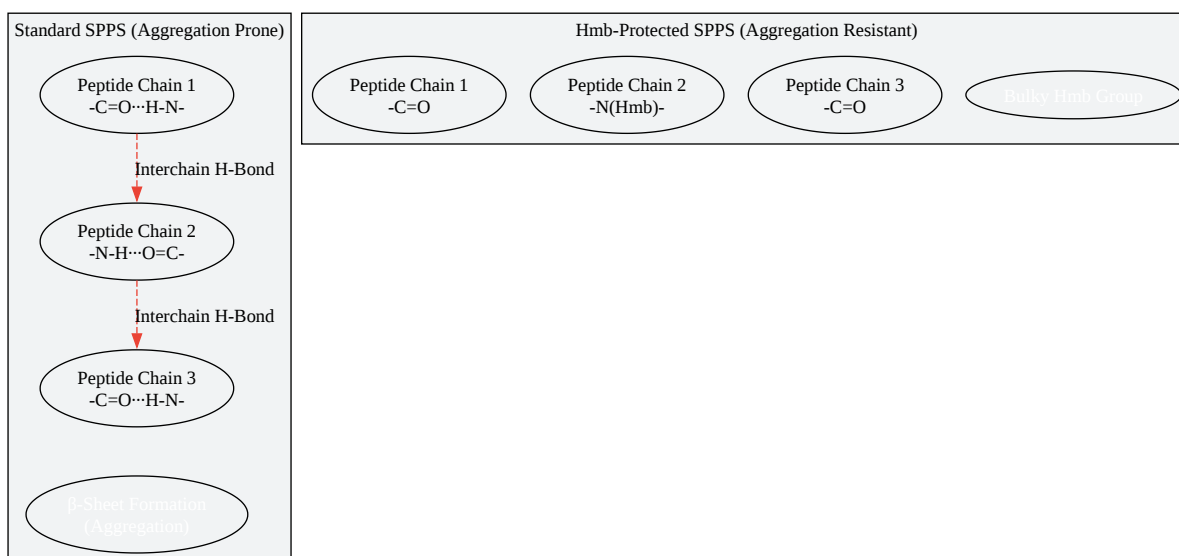 Standard SPPS (Aggregation Prone)
Peptide Chain 1
-C=O···H-N-
Interchain H-Bond
Peptide Chain 2
-N-H···O=C-
Interchain H-Bond
Peptide Chain 3
-C=O···H-N-
β-Sheet Formation
(Aggregation)
Hmb-Protected SPPS (Aggregation Resistant)
Peptide Chain 1
-C=O
Peptide Chain 2
-N(Hmb)-
Peptide Chain 3
-C=O
Bulky Hmb Group